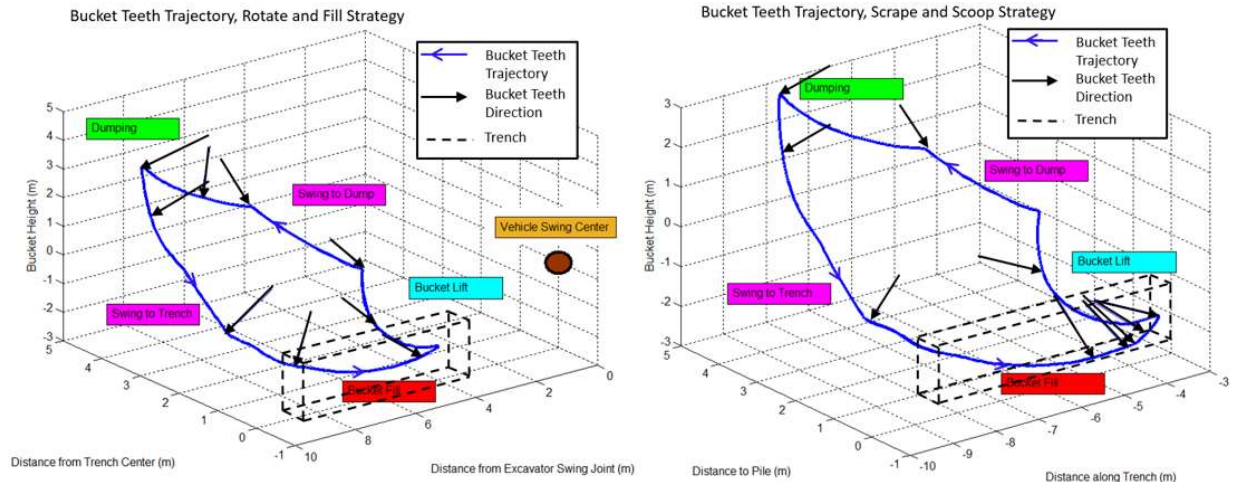 Bucket Teeth Trajectory, Rotate and Fill Strategy
Bucket Teeth
Trajectory
Bucket Teeth
Direction
Trench
Dumping
Swing to Dump
Vehicle Swing Center
Bucket Lift
Swing to Trench
Bucket Fill
Bucket Height (m)
5
4
3
2
1
0
-1
-2
-3
5
4
3
2
1
0
-1
10
8
6
4
2
0
Distance from Trench Center (m)
Distance from Excavator Swing Joint (m)
Bucket Teeth Trajectory, Scrape and Scoop Strategy
Bucket Teeth
Trajectory
Bucket Teeth
Direction
Trench
Dumping
Swing to Dump
Bucket Lift
Swing to Trench
Bucket Fill
Bucket Height (m)
3
2
1
0
-1
-2
-3
5
4
3
2
1
0
-1
-10
-9
-8
-7
-6
-5
-4
-3
Distance to Pile (m)
Distance along Trench (m)